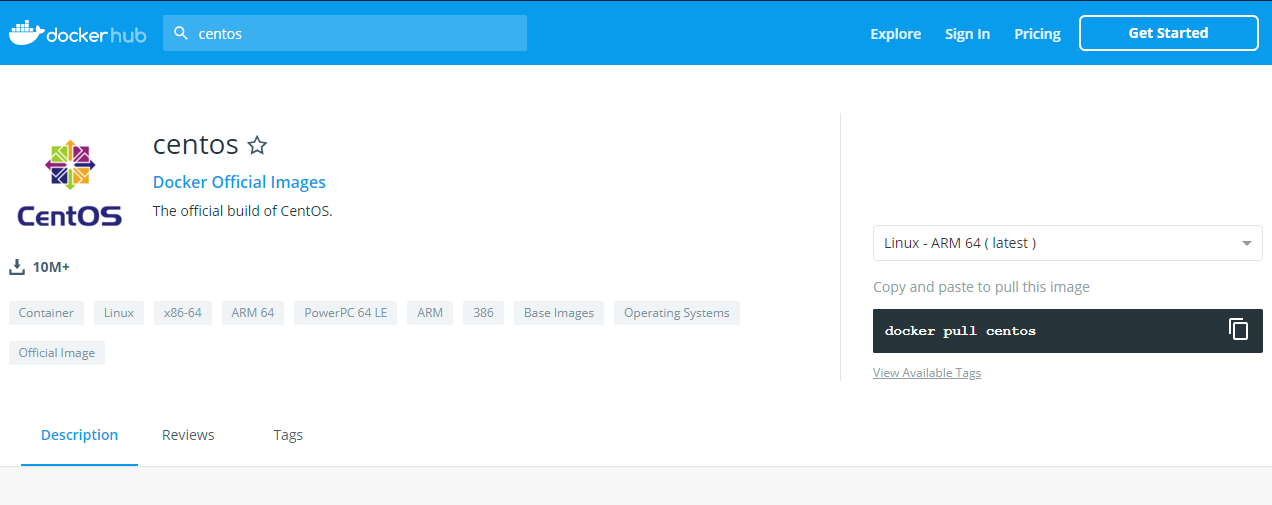 dockerhub
centos
Explore Sign In Pricing Get Started
centos
Docker Official Images
The official build of CentOS.
CentOS
10M+
Container Linux x86-64 ARM 64 PowerPC 64 LE ARM 386 Base Images Operating Systems
Official Image
Linux - ARM 64 ( latest )
Copy and paste to pull this image
docker pull centos
View Available Tags
Description Reviews Tags